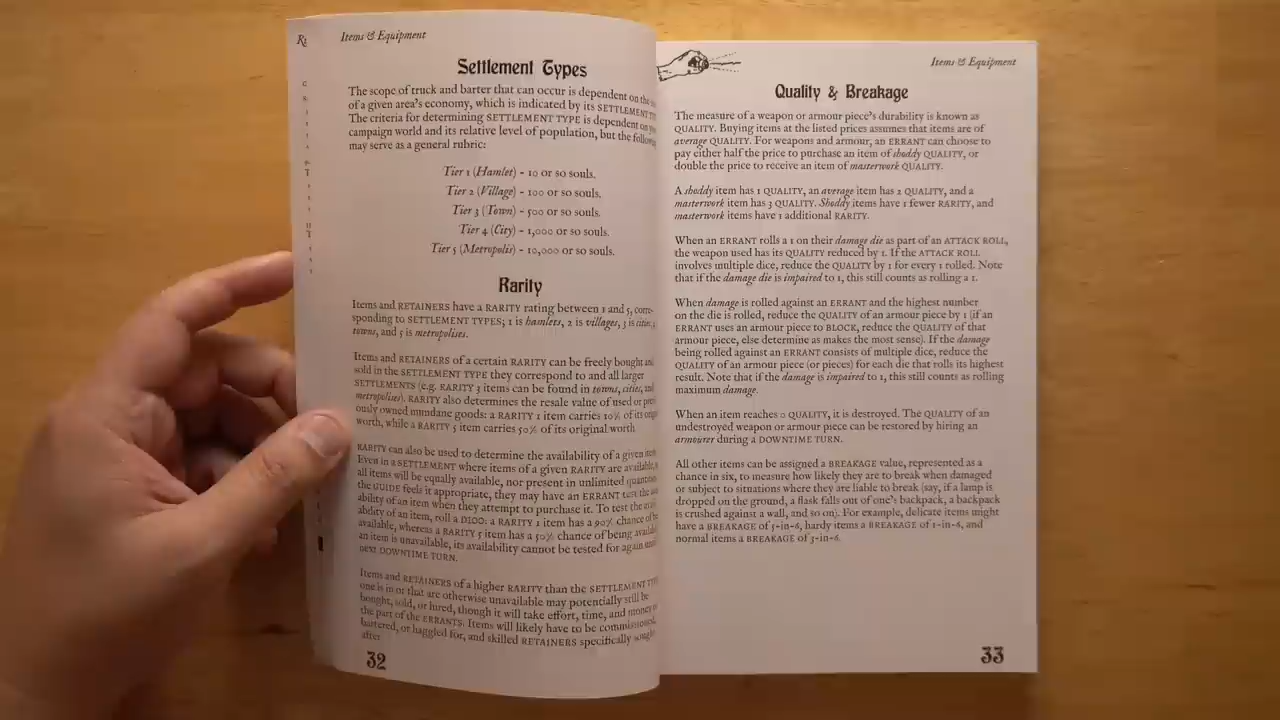 Items & Equipment
Settlement Types
The scope of truck and barter that can occur is dependent on the
of a given area's economy, which is indicated by its SETTLEMENT
The criteria for determining SETTLEMENT TYPE is dependent on
campaign world and its relative level of population, but the
may serve as a general rubric:
Tier 1 (Hamlet) - 10 or so souls.
Tier 2 (Village) - 100 or so souls.
Tier 3 (Town) - 500 or so souls.
Tier 4 (City) - 1,000 or so souls.
Tier 5 (Metropolis) - 10,000 or so souls.
Rarity
Items and RETAINERS have a RARITY rating between 1 and 5, corre-
sponding to SETTLEMENT TYPES; 1 is hamlets, 2 is villages, 3 is cities,
towns, and 5 is metropolises.
Items and RETAINERS of a certain RARITY can be freely bought and
sold in the SETTLEMENT TYPE they correspond to and all larger
SETTLEMENTS (e.g. RARITY 3 items can be found in towns, cities, and
metropolises). RARITY also determines the resale value of used or
ously owned mundane goods: a RARITY 1 item carries 10% of its
worth, while a RARITY 5 item carries 50% of its original worth
RARITY can also be used to determine the availability of a given
Even in a SETTLEMENT where items of a given RARITY are available,
all items will be equally available, nor present in unlimited
the GUIDE feels it appropriate, they may have an ERRANT test the
ability of an item when they attempt to purchase it. To test the
ability of an item, roll a D100: a RARITY 1 item has a 90% chance of
available, whereas a RARITY 5 item has a 50% chance of being
an item is unavailable, its availability cannot be tested for again
next DOWNTIME TURN.
Items and RETAINERS of a higher RARITY than the SETTLEMENT
one is in or that are otherwise unavailable may potentially still be
bought, sold, or hired, though it will take effort, time, and money
the part of the ERRANTS. Items will likely have to be commissioned,
bartered, or haggled for, and skilled RETAINERS specifically
after
32
Items & Equipment
Quality & Breakage
The measure of a weapon or armour piece's durability is known as
QUALITY. Buying items at the listed prices assumes that items are of
average QUALITY. For weapons and armour, an ERRANT can choose to
pay either half the price to purchase an item of shoddy QUALITY, or
double the price to receive an item of masterwork QUALITY.
A shoddy item has 1 QUALITY, an average item has 2 QUALITY, and a
masterwork item has 3 QUALITY. Shoddy items have 1 fewer RARITY, and
masterwork items have 1 additional RARITY.
When an ERRANT rolls a 1 on their damage die as part of an ATTACK ROLL,
the weapon used has its QUALITY reduced by 1. If the ATTACK ROLL
involves multiple dice, reduce the QUALITY by 1 for every 1 rolled. Note
that if the damage die is impaired to 1, this still counts as rolling a 1.
When damage is rolled against an ERRANT and the highest number
on the die is rolled, reduce the QUALITY of an armour piece by 1 (if an
ERRANT uses an armour piece to BLOCK, reduce the QUALITY of that
armour piece, else determine as makes the most sense). If the damage
being rolled against an ERRANT consists of multiple dice, reduce the
QUALITY of an armour piece (or pieces) for each die that rolls its highest
result. Note that if the damage is impaired to 1, this still counts as rolling
maximum damage.
When an item reaches 0 QUALITY, it is destroyed. The QUALITY of an
undestroyed weapon or armour piece can be restored by hiring an
armourer during a DOWNTIME TURN.
All other items can be assigned a BREAKAGE value, represented as a
chance in six, to measure how likely they are to break when damaged
or subject to situations where they are liable to break (say, if a lamp is
dropped on the ground, a flask falls out of one's backpack, a backpack
is crushed against a wall, and so on). For example, delicate items might
have a BREAKAGE of 5-in-6, hardy items a BREAKAGE of 1-in-6, and
normal items a BREAKAGE of 3-in-6.
33